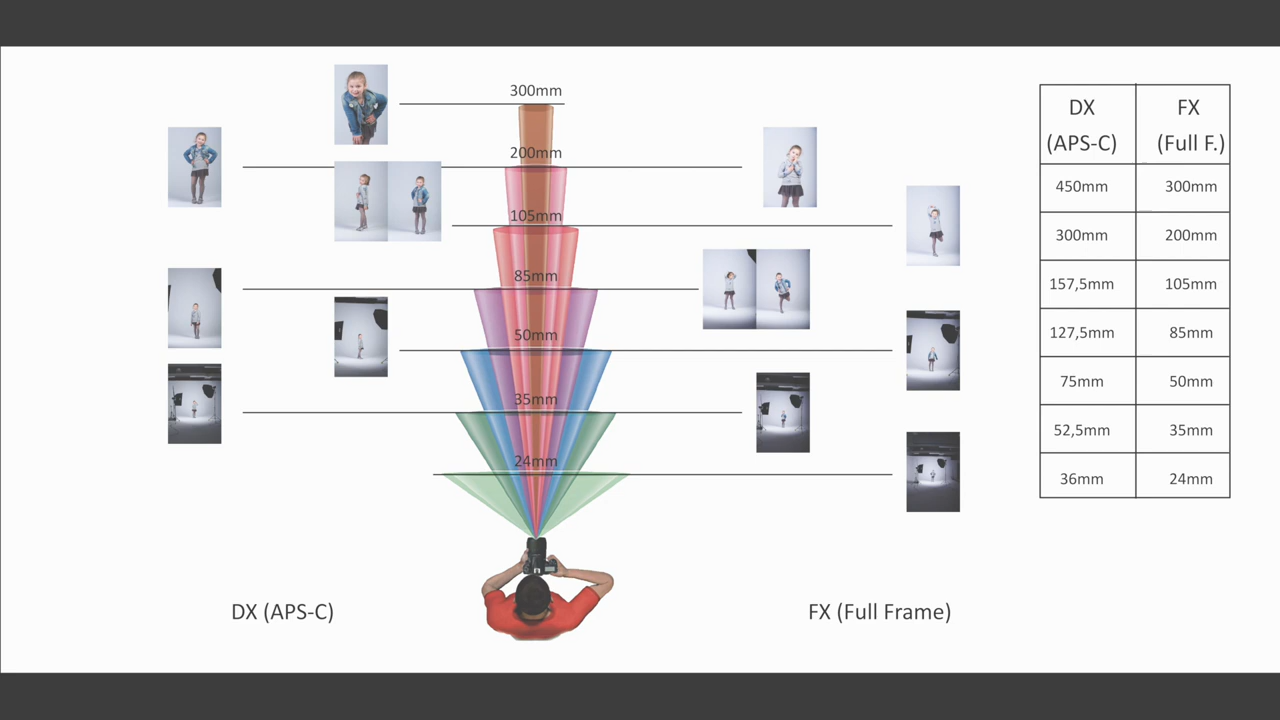 300mm
200mm
105mm
85mm
50mm
35mm
24mm
DX (APS-C)
FX (Full Frame)
DX FX
(APS-C) (Full F.)
450mm 300mm
300mm 200mm
157,5mm 105mm
127,5mm 85mm
75mm 50mm
52,5mm 35mm
36mm 24mm